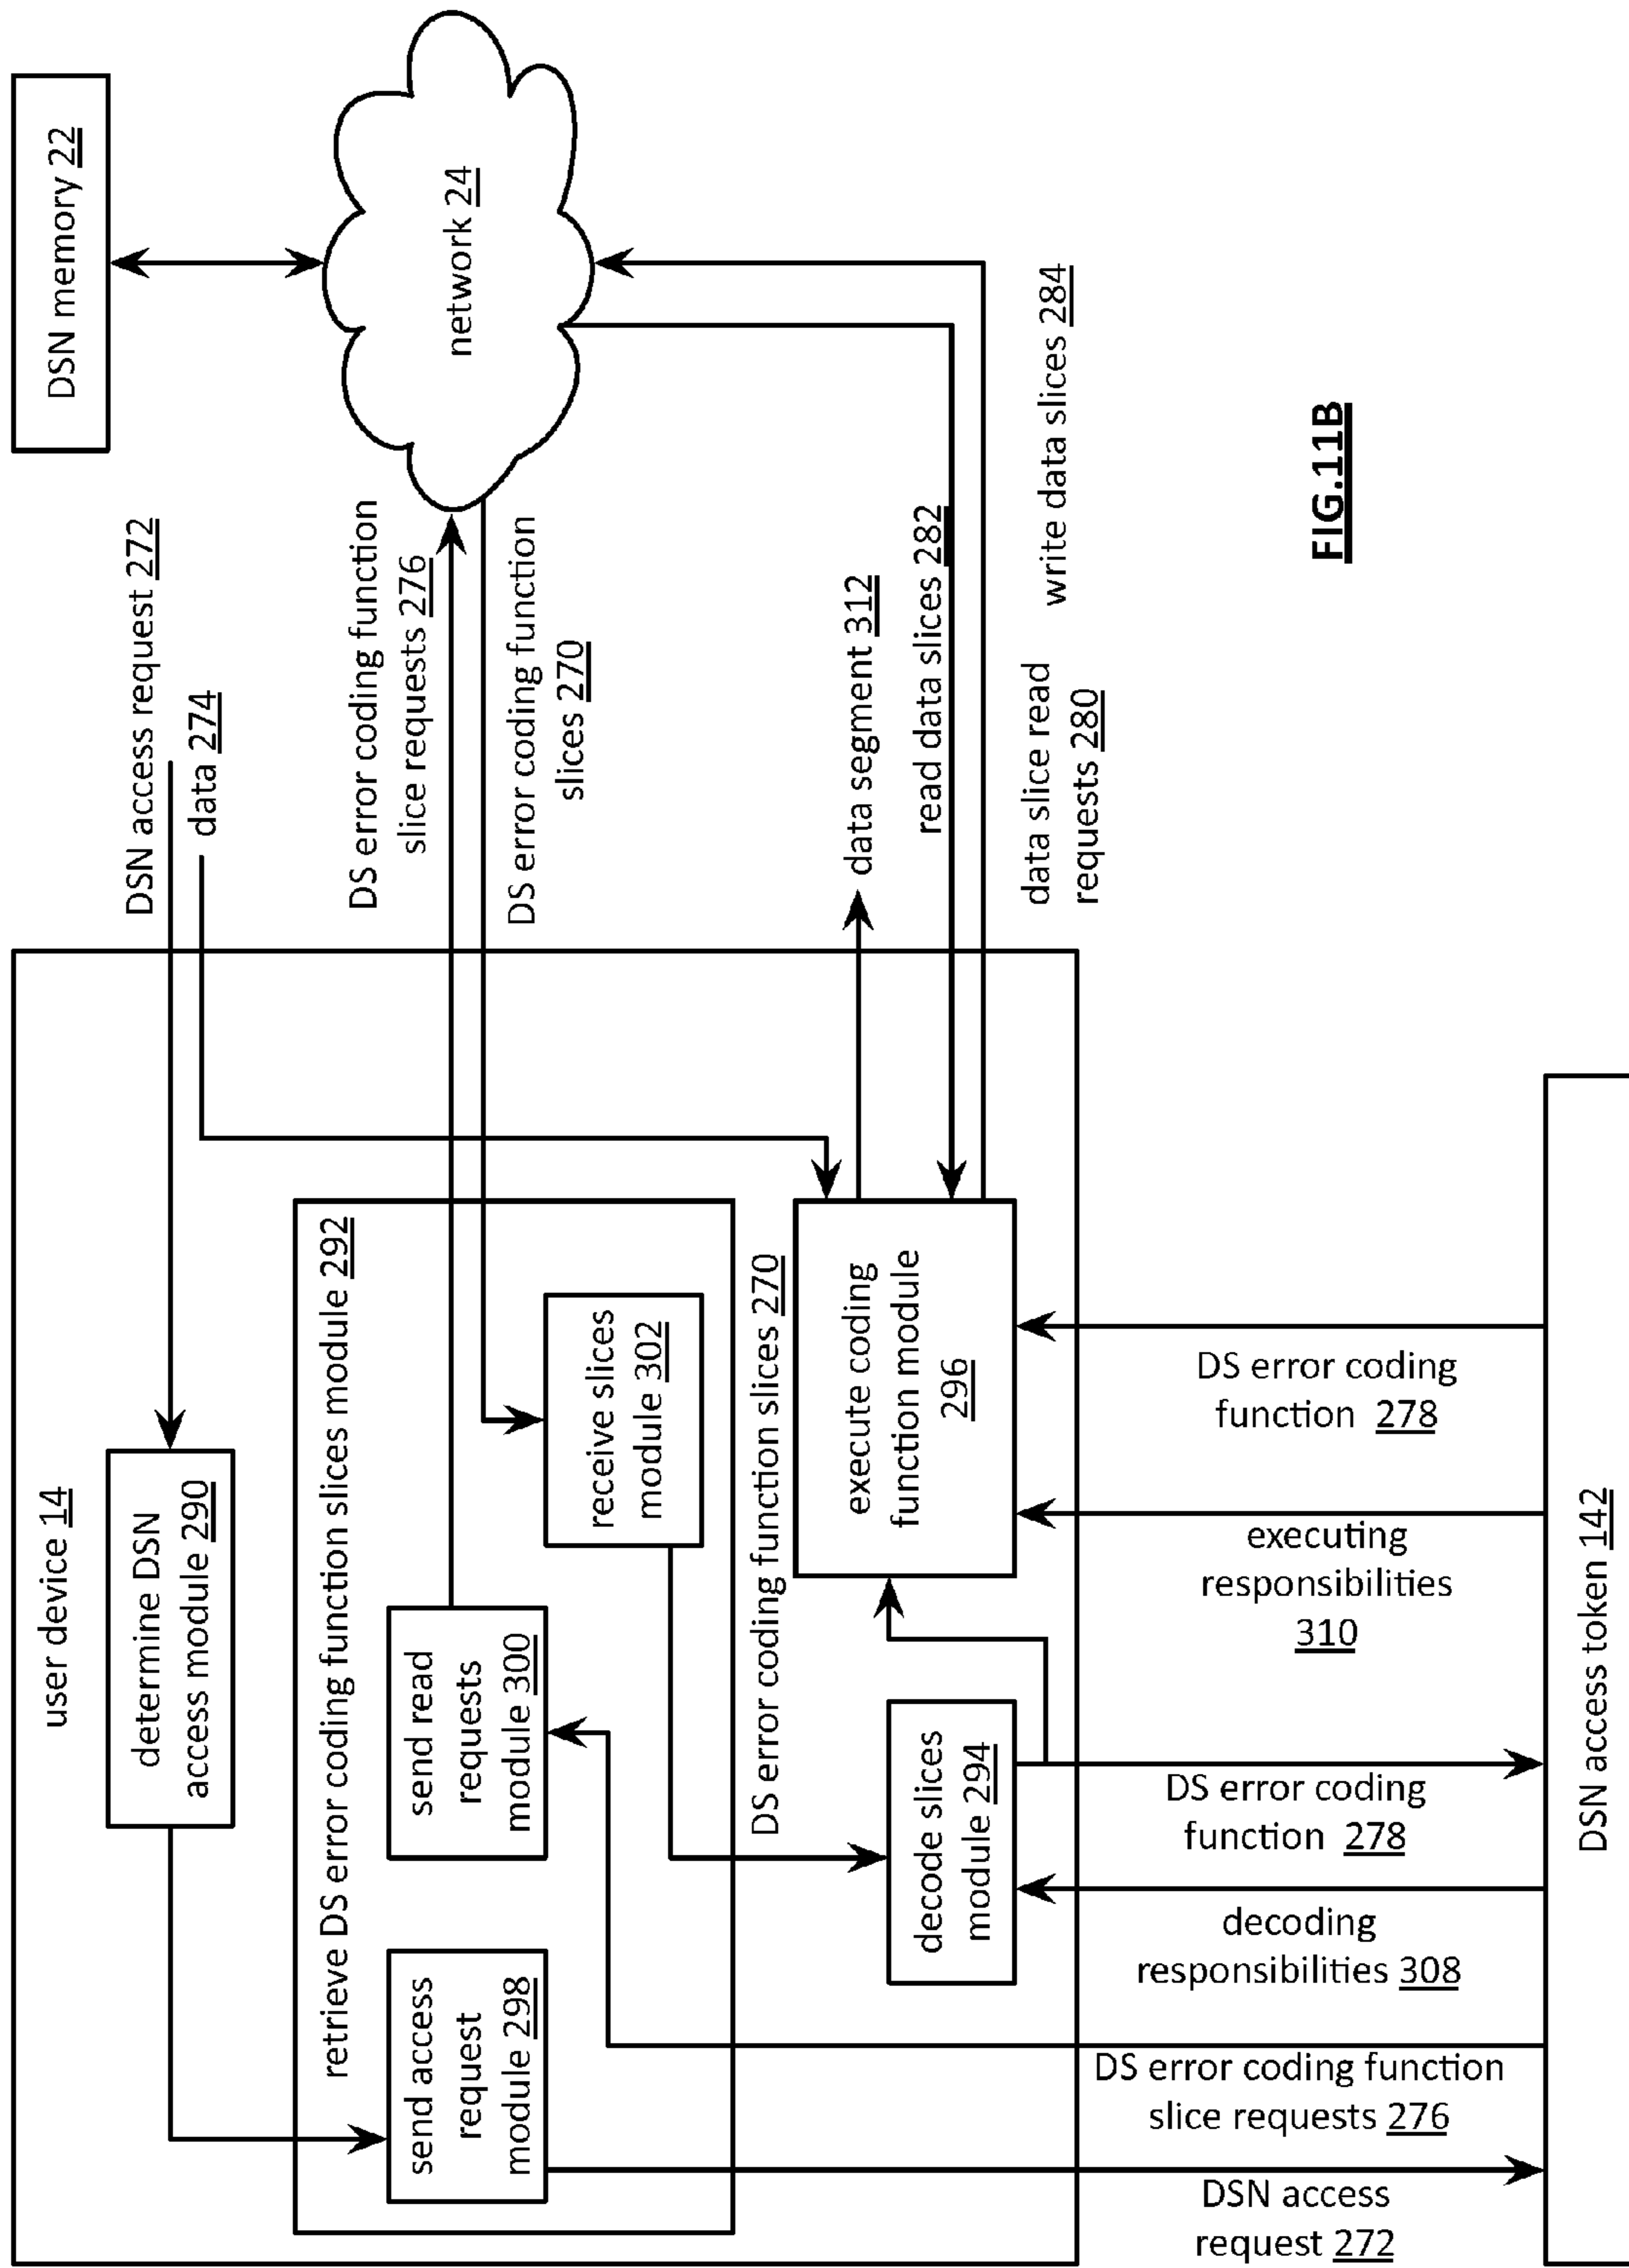 DSN memory 22
network 24
DSN access request 272
data 274
DS error coding function
slice requests 276
DS error coding function
slices 270
data segment 312
read data slices 282
write data slices 284
data slice read
requests 280
user device 14
determine DSN
access module 290
retrieve DS error coding function slices module 292
send access
request
module 298
send read
requests
module 300
receive slices
module 302
DS error coding function slices 270
decode slices
module 294
execute coding
function module
296
DSN access
request 272
DS error coding function
slice requests 276
decoding
responsibilities 308
DS error coding
function 278
executing
responsibilities
310
DS error coding
function 278
DSN access token 142
FIG.11B